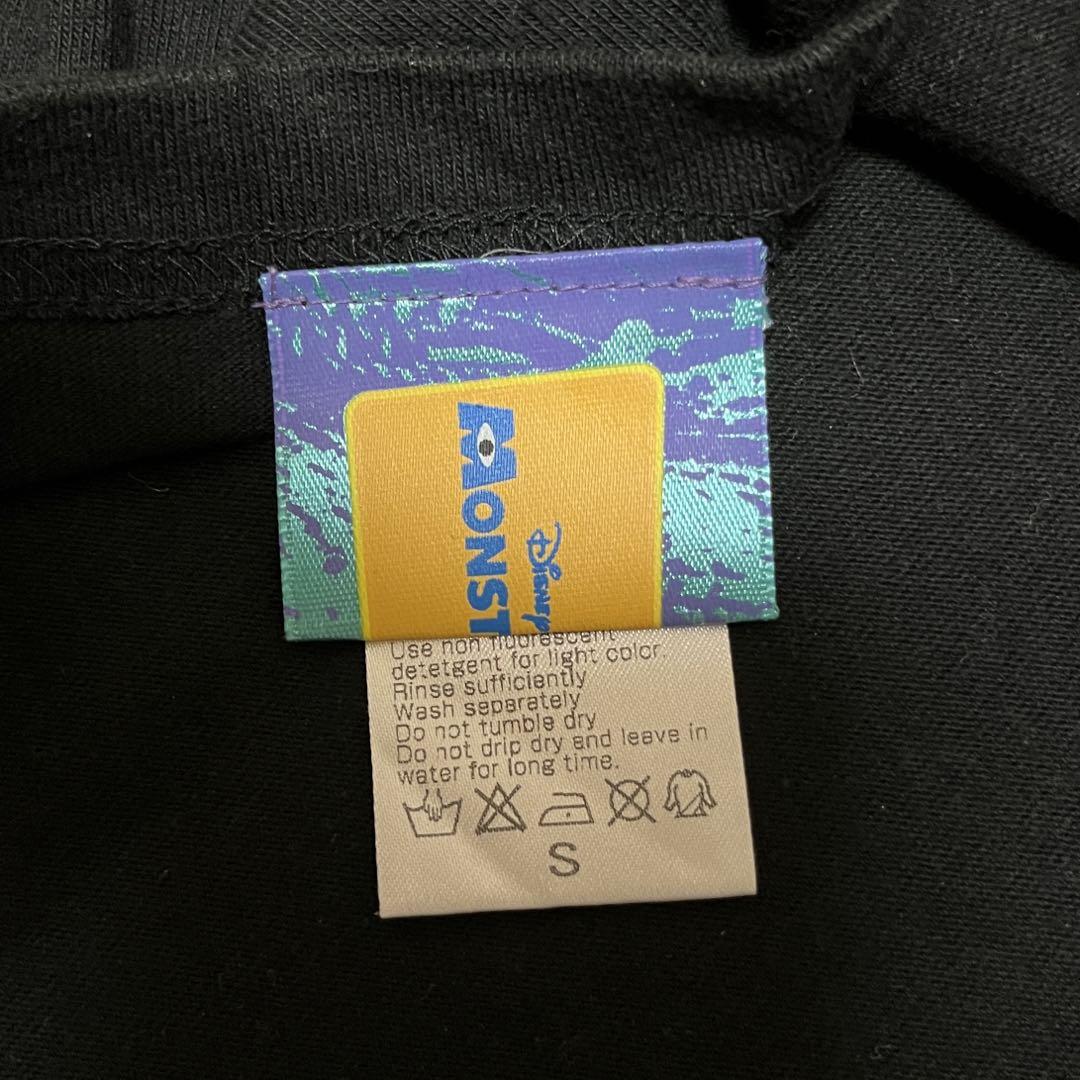 Disney
MONST
Use non fluorescent
detetgent for light color.
Rinse sufficiently
Wash separately
Do not tumble dry
Do not drip dry and leave in
water for long time.
S